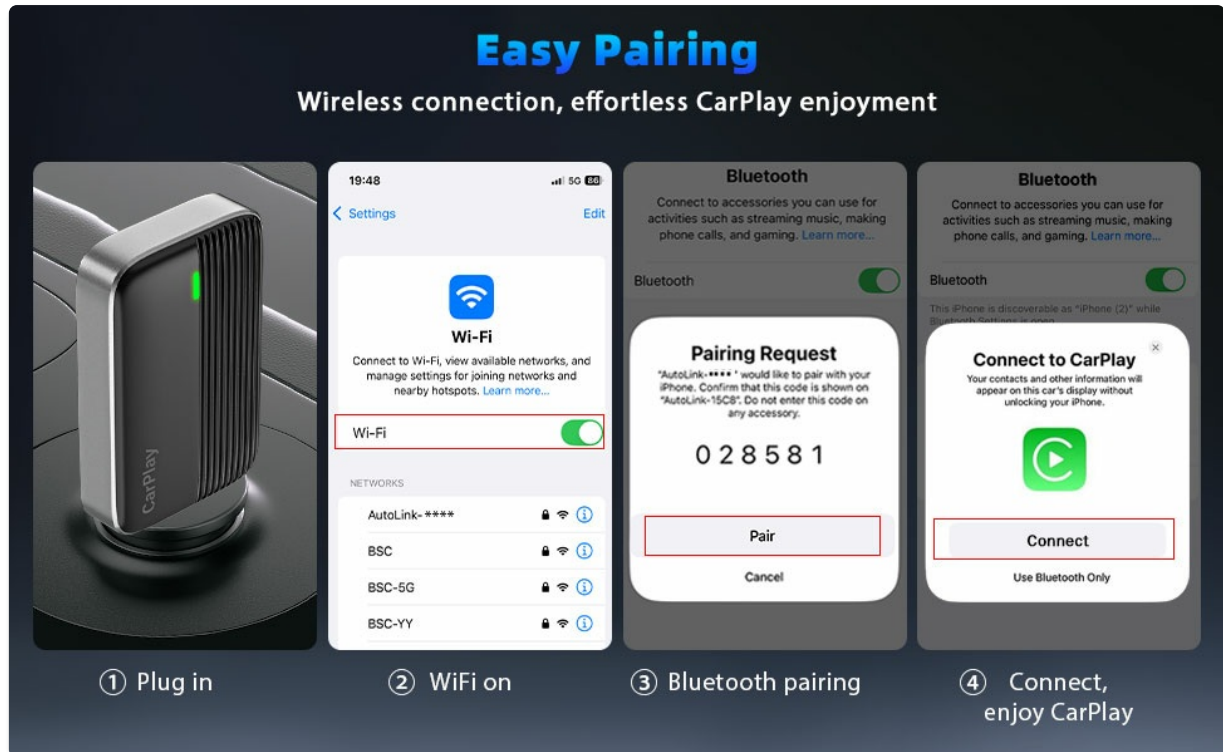 Easy Pairing
Wireless connection, effortless CarPlay enjoyment
CarPlay
① Plug in
19:48
5G 86
Settings
Edit
Wi-Fi
Connect to Wi-Fi, view available networks, and
manage settings for joining networks and
nearby hotspots. Learn more...
Wi-Fi
NETWORKS
AutoLink-****
BSC
BSC-5G
BSC-YY
② WiFi on
Bluetooth
Connect to accessories you can use for
activities such as streaming music, making
phone calls, and gaming. Learn more...
Bluetooth
Pairing Request
"AutoLink-**** " would like to pair with your
iPhone. Confirm that this code is shown on
"AutoLink-15C8". Do not enter this code on
any accessory.
028581
Pair
Cancel
③ Bluetooth pairing
Bluetooth
Connect to accessories you can use for
activities such as streaming music, making
phone calls, and gaming. Learn more...
Bluetooth
This iPhone is discoverable as "iPhone (2)" while
Bluetooth Settings is open.
Connect to CarPlay
Your contacts and other information will
appear on this car's display without
unlocking your iPhone.
Connect
Use Bluetooth Only
④ Connect,
enjoy CarPlay